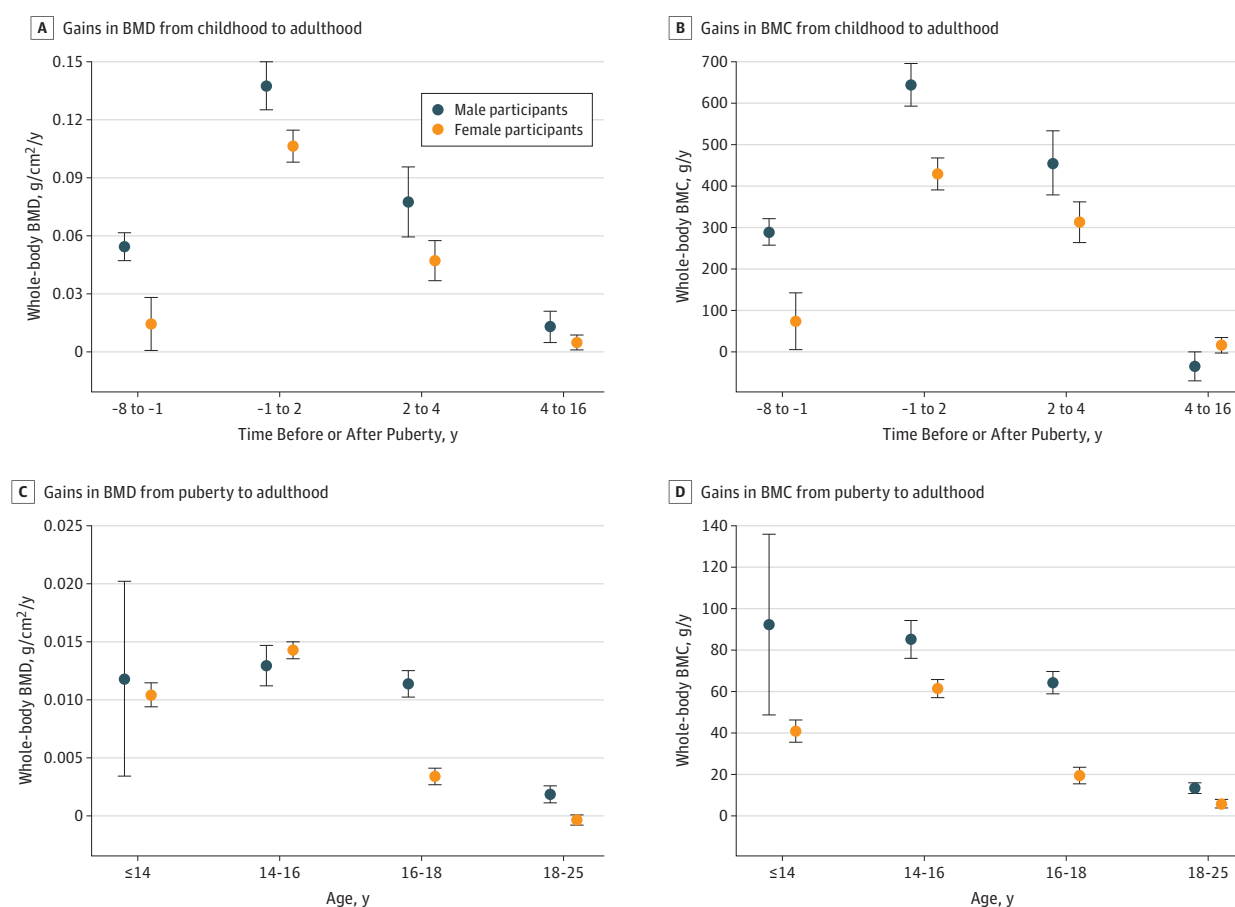 A Gains in BMD from childhood to adulthood
Whole-body BMD, g/cm²/y
0.15
0.12
0.09
0.06
0.03
0
Male participants
Female participants
-8 to -1
-1 to 2
2 to 4
4 to 16
Time Before or After Puberty, y
B Gains in BMC from childhood to adulthood
Whole-body BMC, g/y
700
600
500
400
300
200
100
0
-8 to -1
-1 to 2
2 to 4
4 to 16
Time Before or After Puberty, y
C Gains in BMD from puberty to adulthood
Whole-body BMD, g/cm²/y
0.025
0.020
0.015
0.010
0.005
0
≤14
14-16
16-18
18-25
Age, y
D Gains in BMC from puberty to adulthood
Whole-body BMC, g/y
140
120
100
80
60
40
20
0
≤14
14-16
16-18
18-25
Age, y